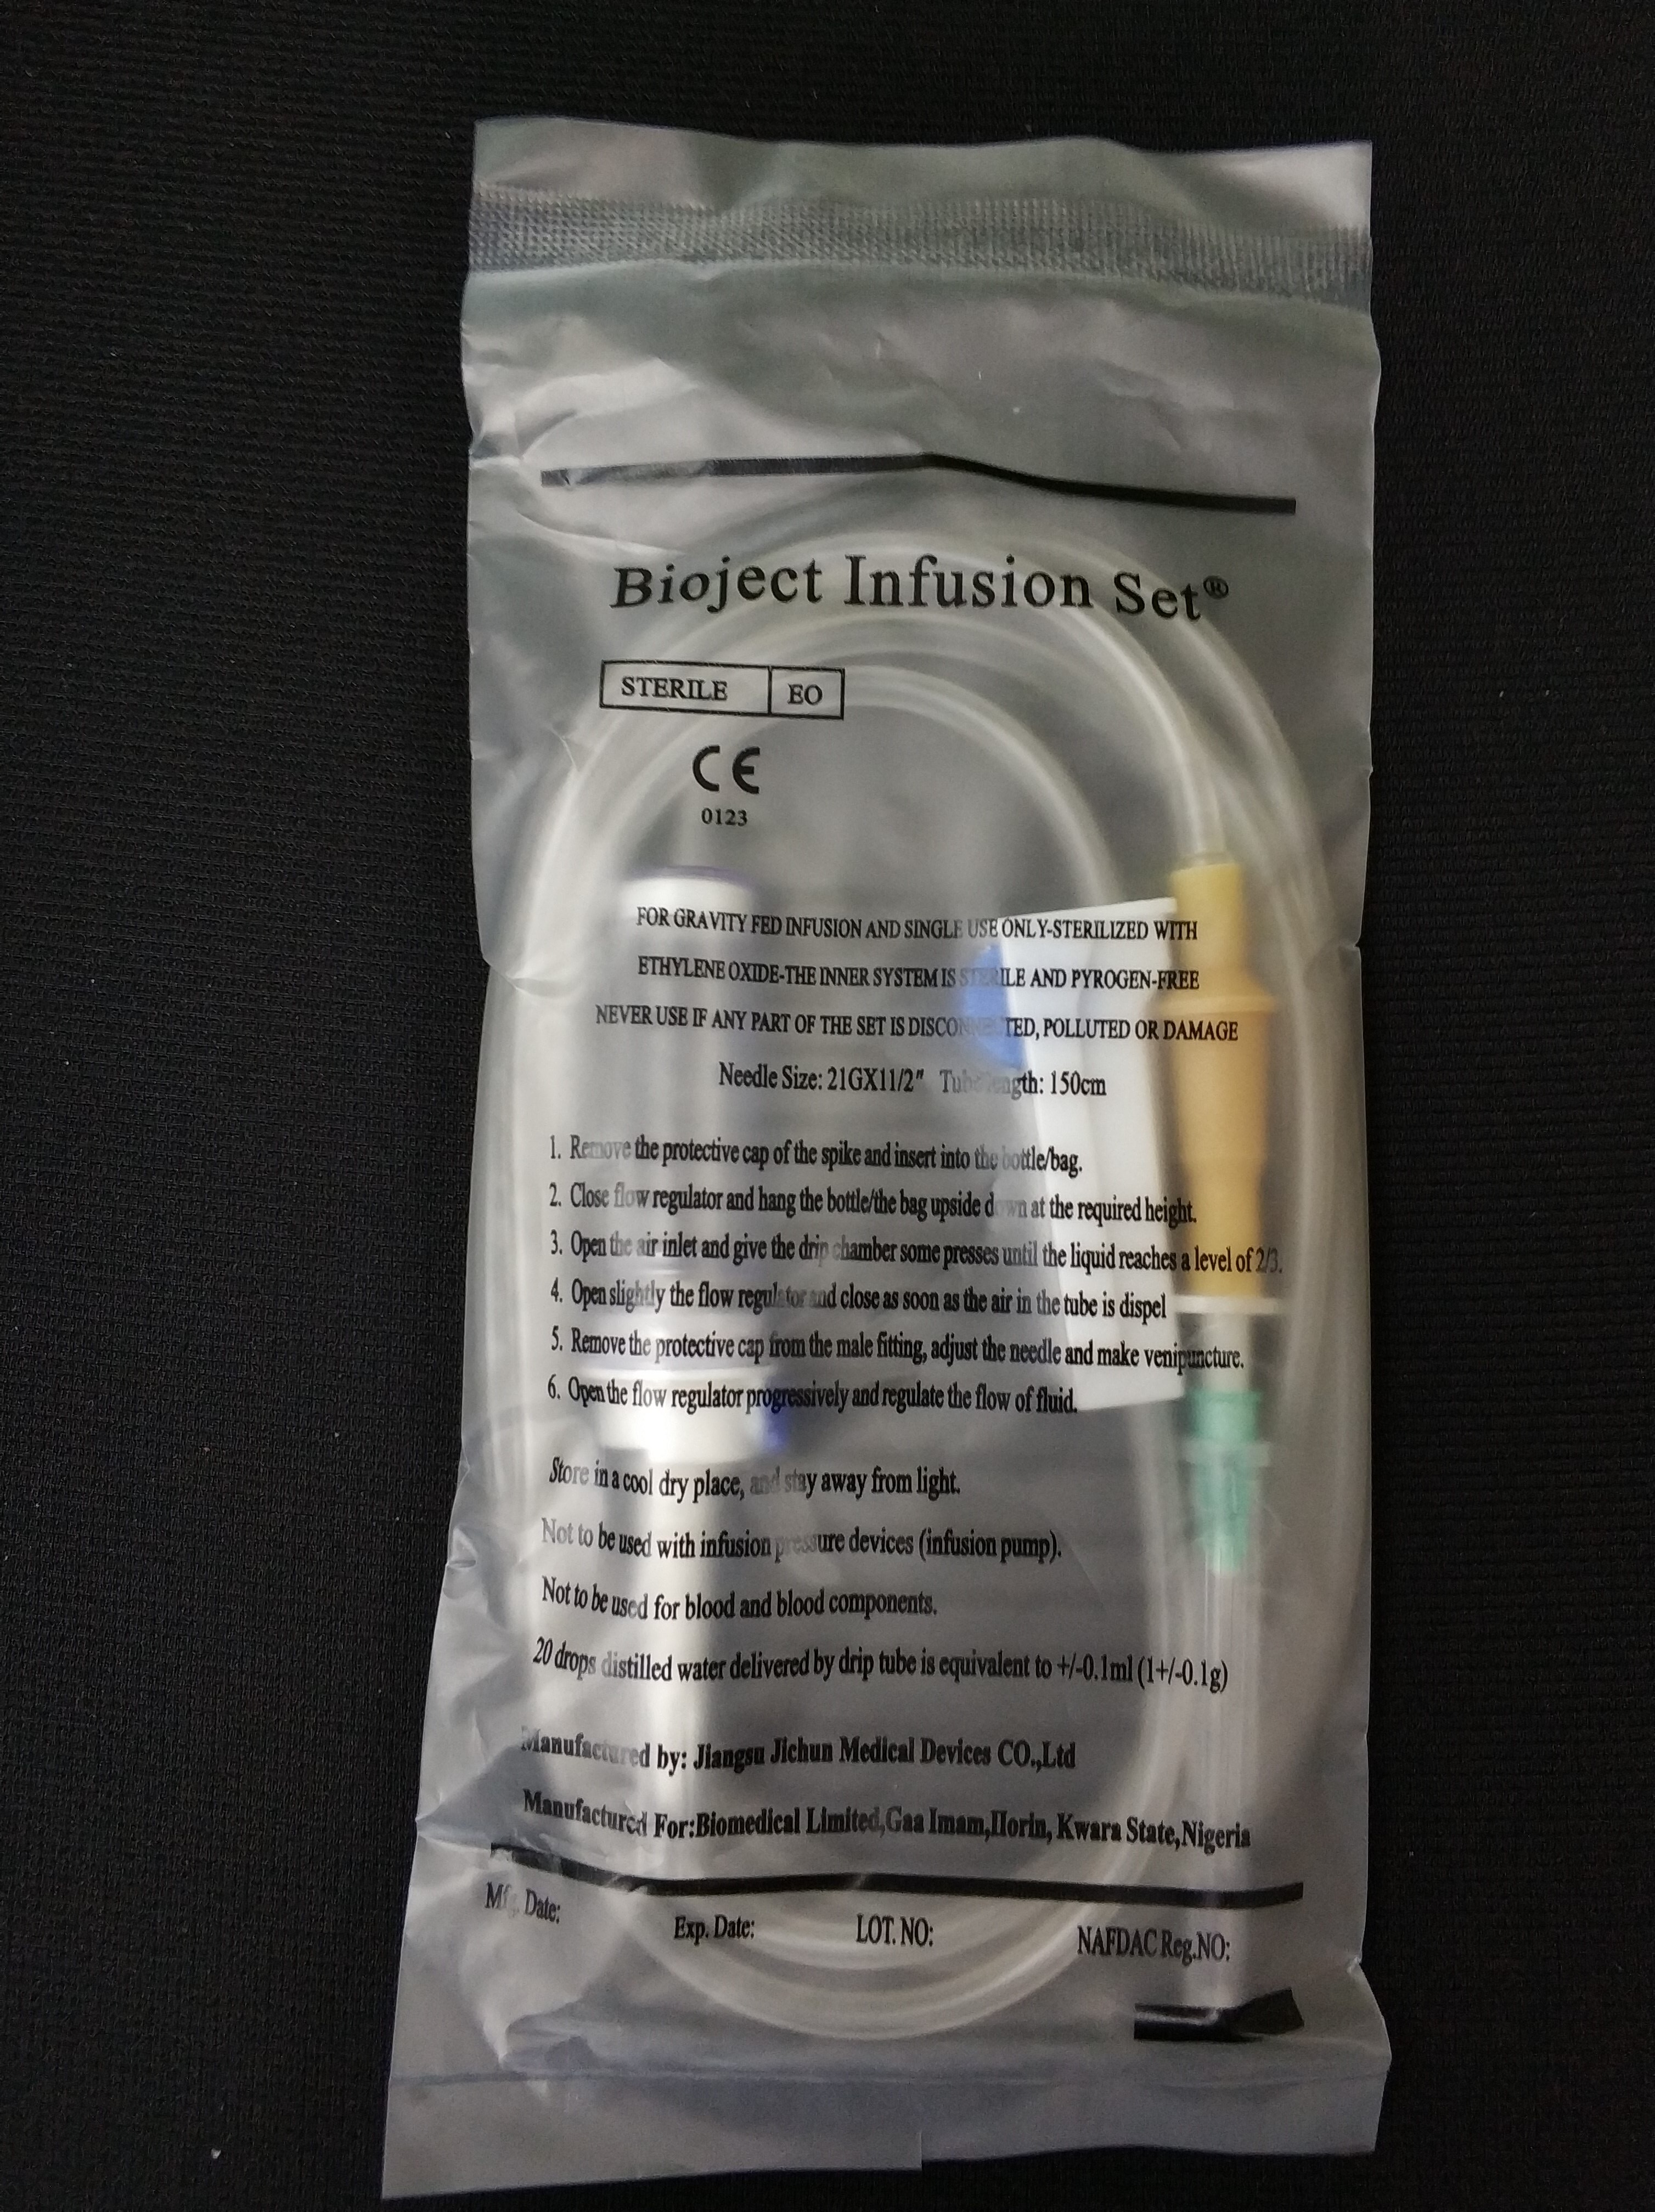 Bioject Infusion Set®
STERILE EO
CE
0123
FOR GRAVITY FED INFUSION AND SINGLE USE ONLY-STERILIZED WITH
ETHYLENE OXIDE-THE INNER SYSTEM IS STERILE AND PYROGEN-FREE
NEVER USE IF ANY PART OF THE SET IS DISCONNECTED, POLLUTED OR DAMAGE
Needle Size: 21GX11/2" Tube length: 150cm
1. Remove the protective cap of the spike and insert into the bottle/bag.
2. Close flow regulator and hang the bottle/the bag upside down at the required height.
3. Open the air inlet and give the drip chamber some presses until the liquid reaches a level of 2/3.
4. Open slightly the flow regulator and close as soon as the air in the tube is dispel
5. Remove the protective cap from the male fitting, adjust the needle and make venipuncture.
6. Open the flow regulator progressively and regulate the flow of fluid.
Store in a cool dry place, and stay away from light.
Not to be used with infusion pressure devices (infusion pump).
Not to be used for blood and blood components.
20 drops distilled water delivered by drip tube is equivalent to +/-0.1ml (1+/-0.1g)
Manufactured by: Jiangsu Jichun Medical Devices CO.,Ltd
Manufactured For:Biomedical Limited,Gaa Imam,Ilorin, Kwara State,Nigeria
Mfg. Date: Exp. Date: LOT. NO: NAFDAC Reg.NO: